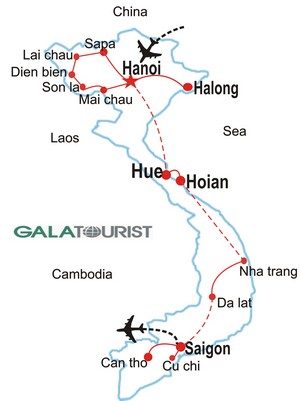 China
Sapa
Lai chau
Hanoi
Dien bien
Son la
Halong
Mai chau
Laos
Sea
Hue
Hoian
GALATOURIST
Nha trang
Cambodia
Da lat
Saigon
Can tho
Cu chi